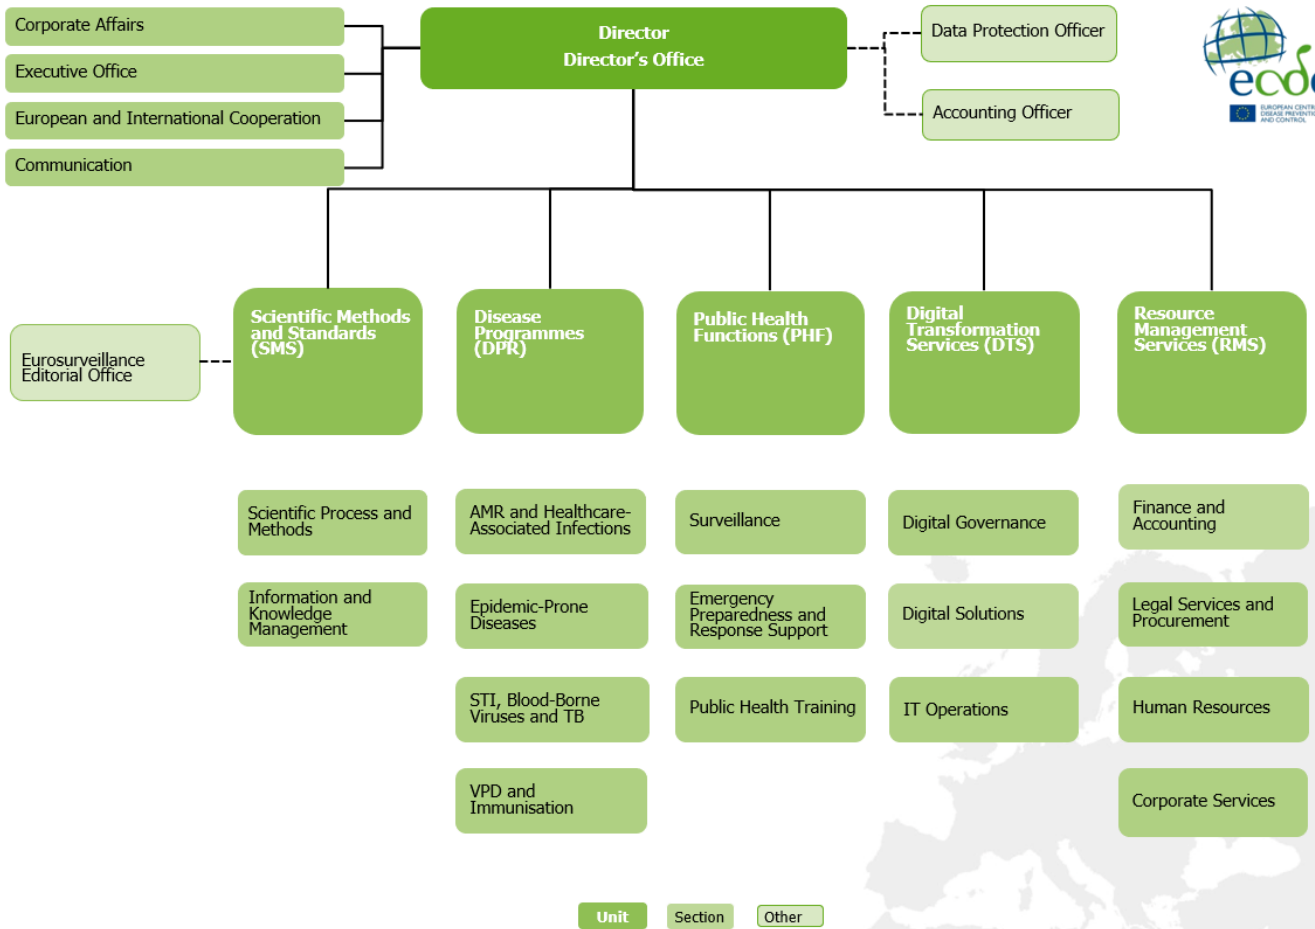 Corporate Affairs
Executive Office
European and International Cooperation
Communication
Director
Director's Office
Data Protection Officer
Accounting Officer
EUROPEAN
DISEASE
AND CONTROL
Eurosurveillance
Editorial Office
Scientific Methods
and Standards
(SMS)
Disease
Programmes
(DPR)
Public Health
Functions (PHF)
Digital
Transformation
Services (DTS)
Resource
Management
Services (RMS)
Scientific Process and
Methods
Information and
Knowledge
Management
AMR and Healthcare-
Associated Infections
Epidemic-Prone
Diseases
STI, Blood-Borne
Viruses and TB
VPD and
Immunisation
Surveillance
Emergency
Preparedness and
Response Support
Public Health Training
Digital Governance
Digital Solutions
IT Operations
Finance and
Accounting
Legal Services and
Procurement
Human Resources
Corporate Services
Unit
Section
Other